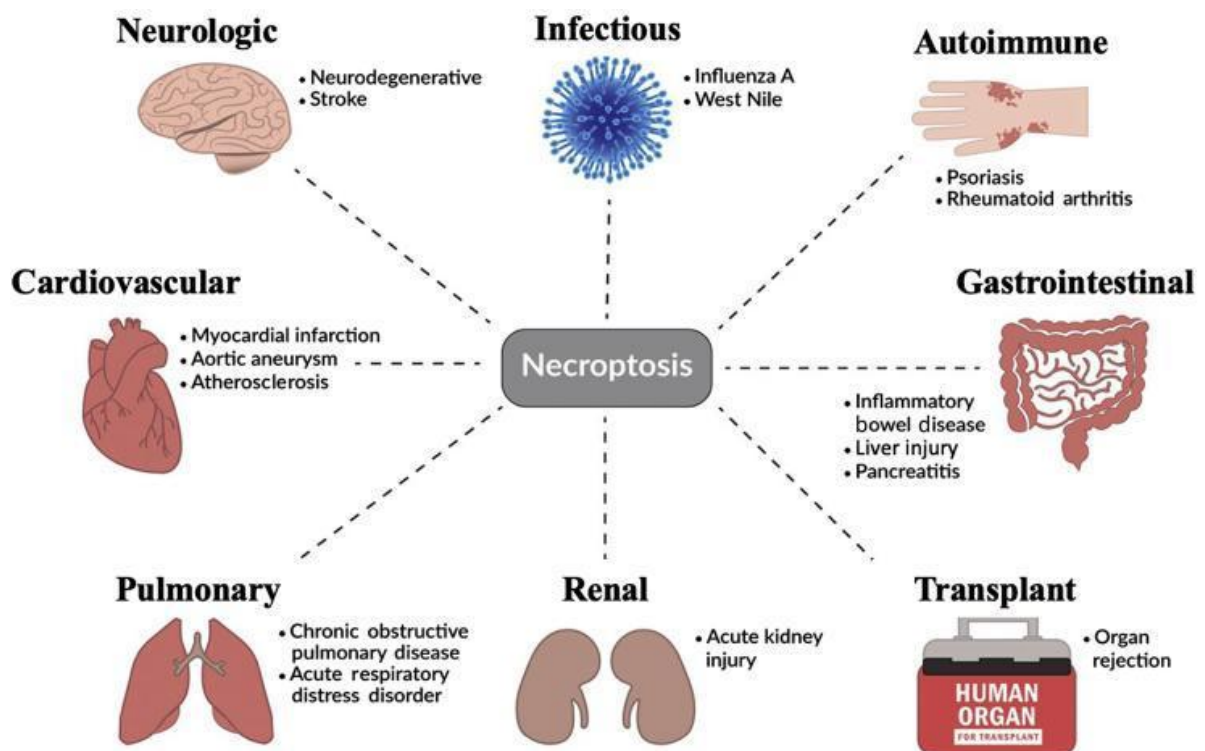 Neurologic
• Neurodegenerative
• Stroke
Infectious
• Influenza A
• West Nile
Autoimmune
• Psoriasis
• Rheumatoid arthritis
Cardiovascular
• Myocardial infarction
• Aortic aneurysm
• Atherosclerosis
Necroptosis
Gastrointestinal
• Inflammatory
bowel disease
• Liver injury
• Pancreatitis
Pulmonary
• Chronic obstructive
pulmonary disease
• Acute respiratory
distress disorder
Renal
• Acute kidney
injury
Transplant
• Organ
rejection
HUMAN
ORGAN
FOR TRANSPLANT